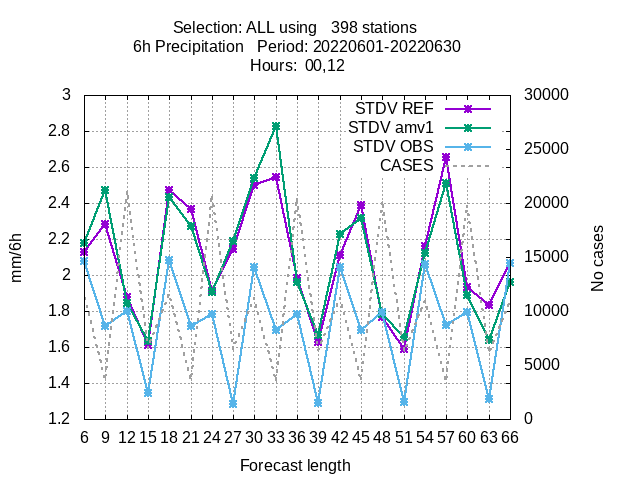 Selection: ALL using   398 stations
6h Precipitation   Period: 20220601-20220630
Hours:  00,12
3 30000
STDV REF
2.8
STDV amv1
25000
STDV OBS
2.6
CASES
2.4 20000
2.2
15000
mm/6h
No cases
2
1.8 10000
1.6
5000
1.4
1.2 0
6 9 12 15 18 21 24 27 30 33 36 39 42 45 48 51 54 57 60 63 66
Forecast length